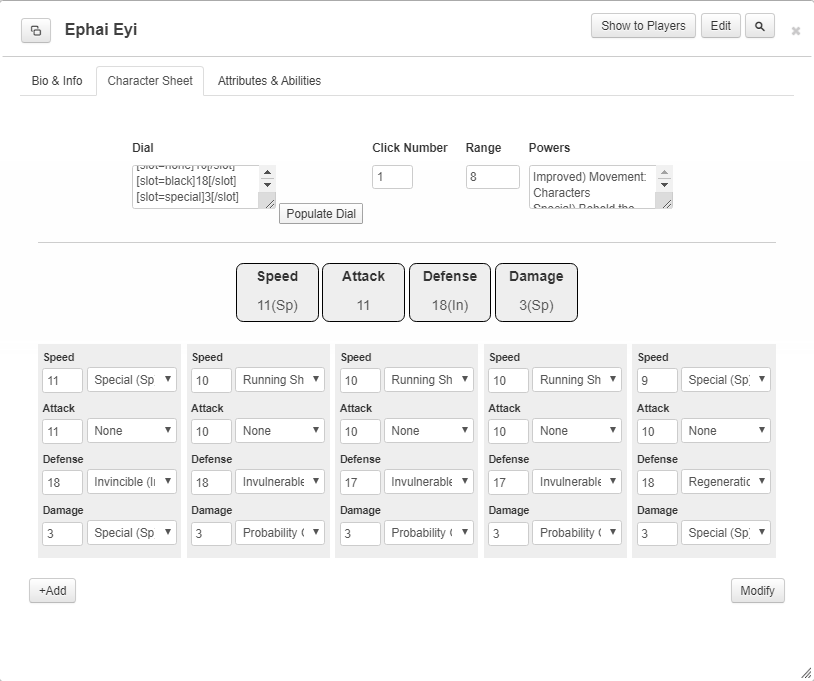 Ephai Eyi
Show to Players Edit
Bio & Info Character Sheet Attributes & Abilities
Dial Click Number Range Powers
[slot=black]18[/slot]
[slot=special]3[/slot]
1
8
Improved) Movement:
Characters
Special) Behold the
Populate Dial
Speed Attack Defense Damage
11(Sp) 11 18(In) 3(Sp)
Speed Speed Speed Speed Speed
11 Special (Sp 10 Running Sh 10 Running Sh 10 Running Sh 9 Special (Sp)
Attack Attack Attack Attack Attack
11 None 10 None 10 None 10 None 10 None
Defense Defense Defense Defense Defense
18 Invincible (I 18 Invulnerable 17 Invulnerable 17 Invulnerable 18 Regeneratio
Damage Damage Damage Damage Damage
3 Special (Sp 3 Probability ( 3 Probability ( 3 Probability ( 3 Special (Sp)
+Add Modify